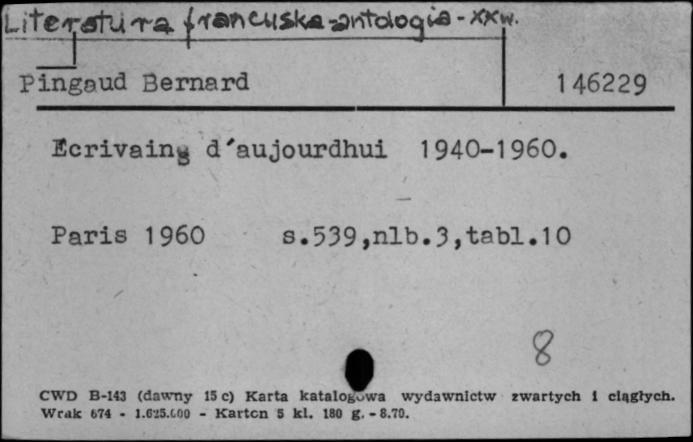 Literatura francuska-antologia-XXw.
Pingaud Bernard 146229
Ecrivains d'aujourdhui 1940-1960.
Paris 1960 s.539,nlb.3,tabl.10
8
CWD B-143 (dawny 15 c) Karta katalogowa wydawnictw zwartych i ciągłych.
Wrak 674 - 1.625.000 - Karton 5 kl. 180 g. - 8.70.